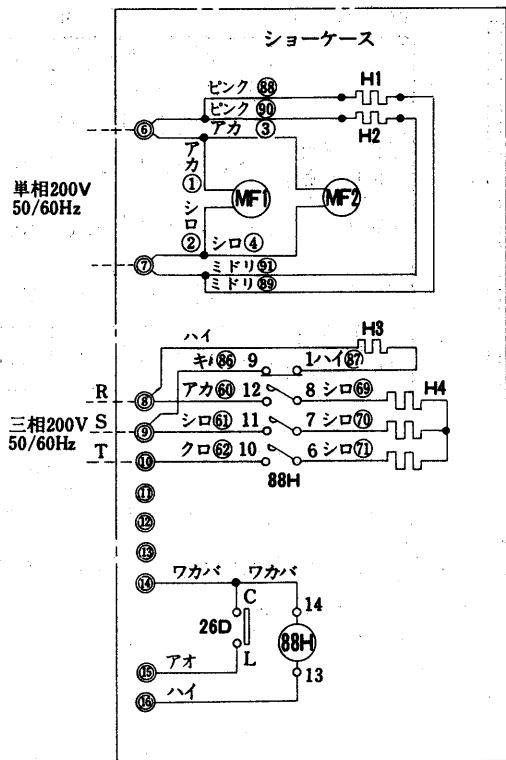 ショーケース
ピンク 88
H1
ピンク 90
H2
アカ 3
6
アカ 1
MF1
MF2
単相200V
50/60Hz
シロ 2
シロ 4
7
ミドリ 91
ミドリ 89
ハイ
H3
キ 86 9
1 ハイ 87
R
8
アカ 60 12
8 シロ 69
H4
S
9
シロ 61 11
7 シロ 70
三相200V
50/60Hz
T
10
クロ 62 10
6 シロ 71
88H
11
12
13
14
ワカバ
ワカバ
C
14
26D
88H
L
13
15
アオ
16
ハイ